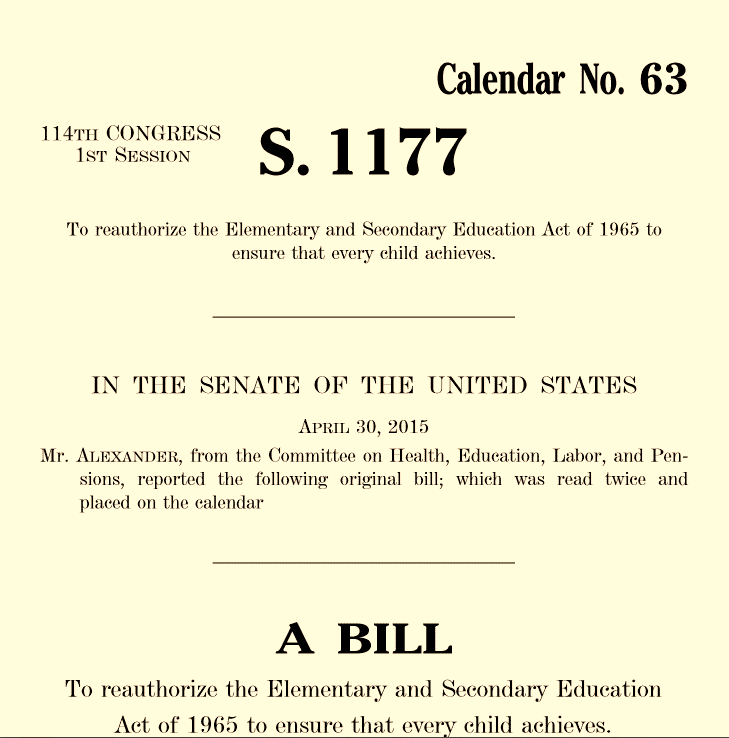 Calendar No. 63
114TH CONGRESS
1ST SESSION
S. 1177
To reauthorize the Elementary and Secondary Education Act of 1965 to
ensure that every child achieves.
IN THE SENATE OF THE UNITED STATES
APRIL 30, 2015
Mr. ALEXANDER, from the Committee on Health, Education, Labor, and Pen-
sions, reported the following original bill; which was read twice and
placed on the calendar
A BILL
To reauthorize the Elementary and Secondary Education
Act of 1965 to ensure that every child achieves.